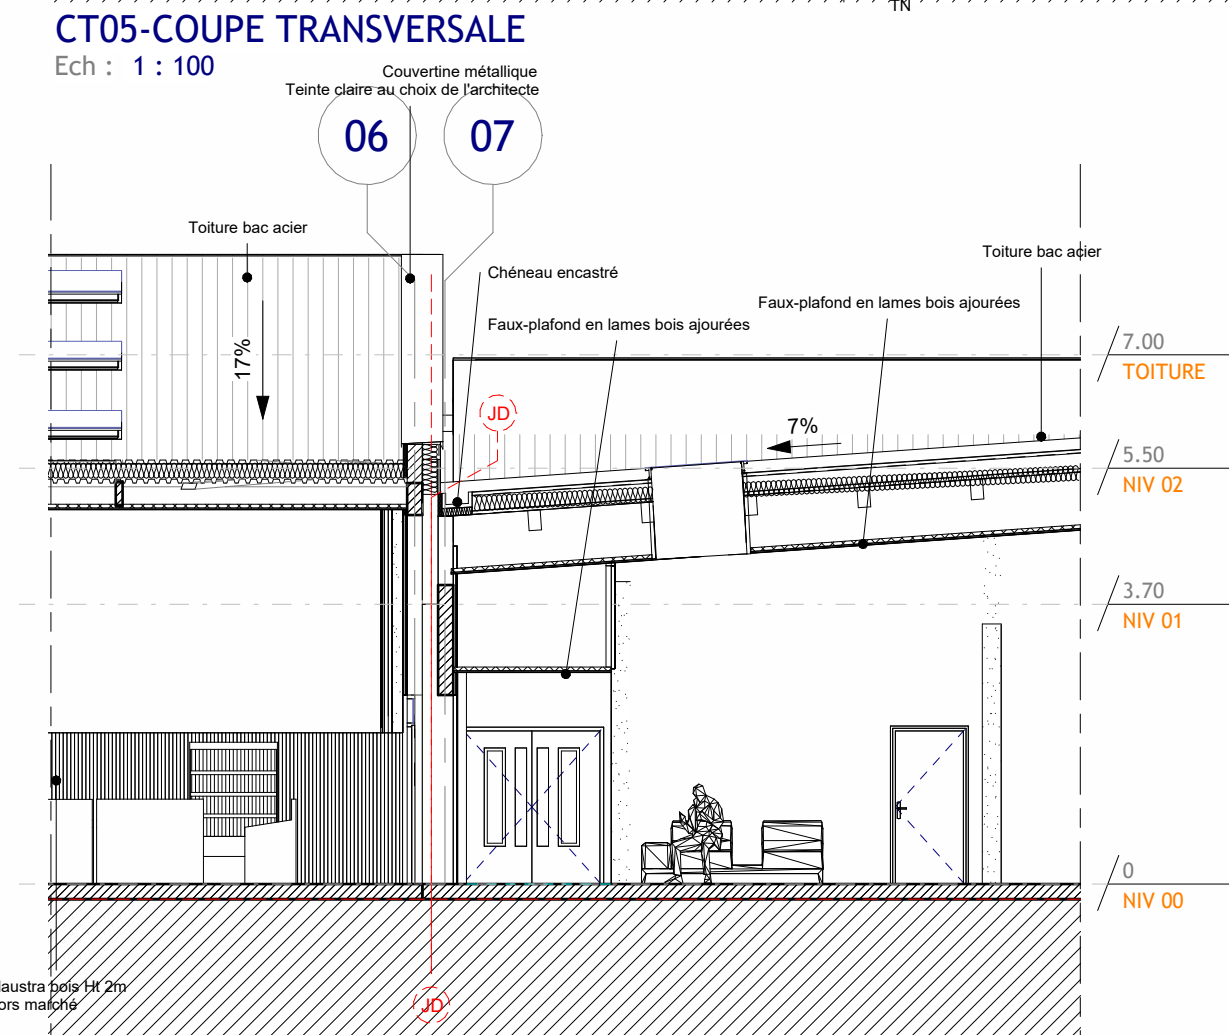 TN
CT05-COUPE TRANSVERSALE
Ech : 1 : 100
Couvertine métallique
Teinte claire au choix de l'architecte
06
07
Toiture bac acier
Toiture bac acier
Chéneau encastré
Faux-plafond en lames bois ajourées
Faux-plafond en lames bois ajourées
17%
7.00
TOITURE
JD
7%
5.50
NIV 02
3.70
NIV 01
0
NIV 00
laustra bois Ht 2m
ors marché
JD